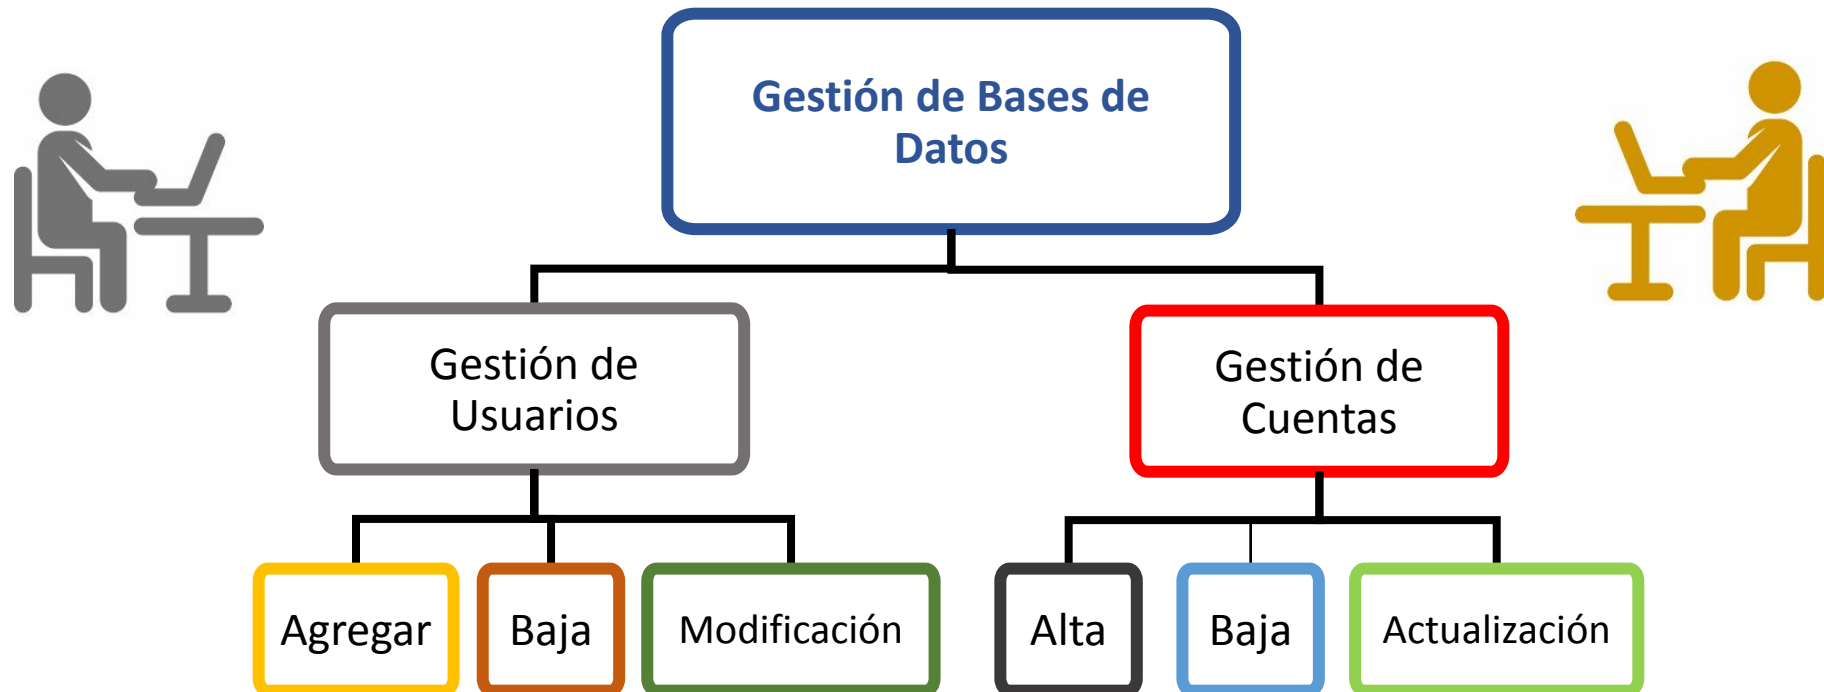 Gestión de Bases de
Datos
Gestión de
Usuarios
Gestión de
Cuentas
Agregar
Baja
Modificación
Alta
Baja
Actualización